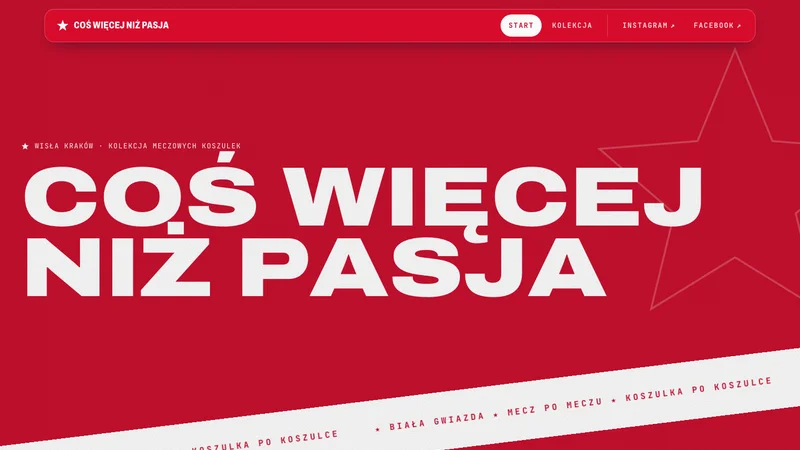 ★ COŚ WIĘCEJ NIŻ PASJA
START KOLEKCJA INSTAGRAM ↗ FACEBOOK ↗
★ WISŁA KRAKÓW · KOLEKCJA MECZOWYCH KOSZULEK
COŚ WIĘCEJ
NIŻ PASJA
KOSZULKA PO KOSZULCE ★ BIAŁA GWIAZDA ★ MECZ PO MECZU ★ KOSZULKA PO KOSZULCE